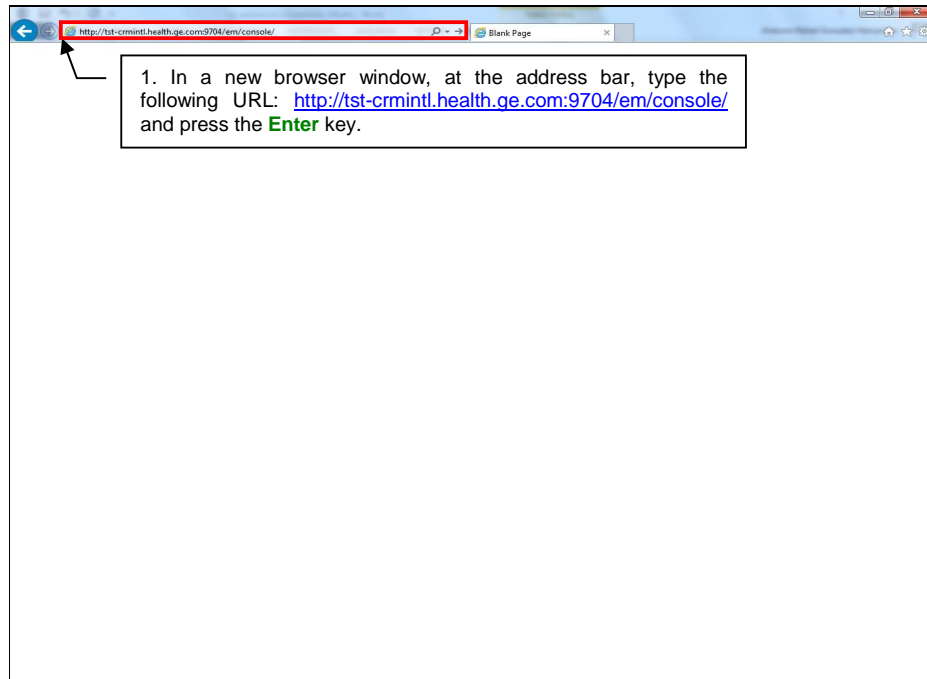 http://tst-crmintl.health.ge.com:9704/em/console/
Blank Page
1. In a new browser window, at the address bar, type the
following URL: http://tst-crmintl.health.ge.com:9704/em/console/
and press the Enter key.